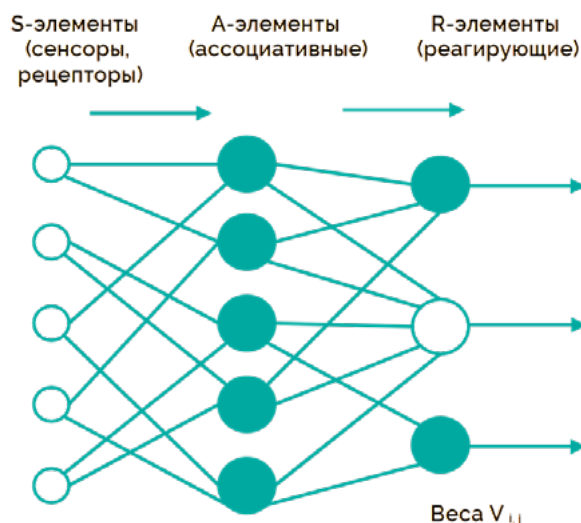 S-элементы
(сенсоры,
рецепторы)
А-элементы
(ассоциативные)
R-элементы
(реагирующие)
Веса V i,j